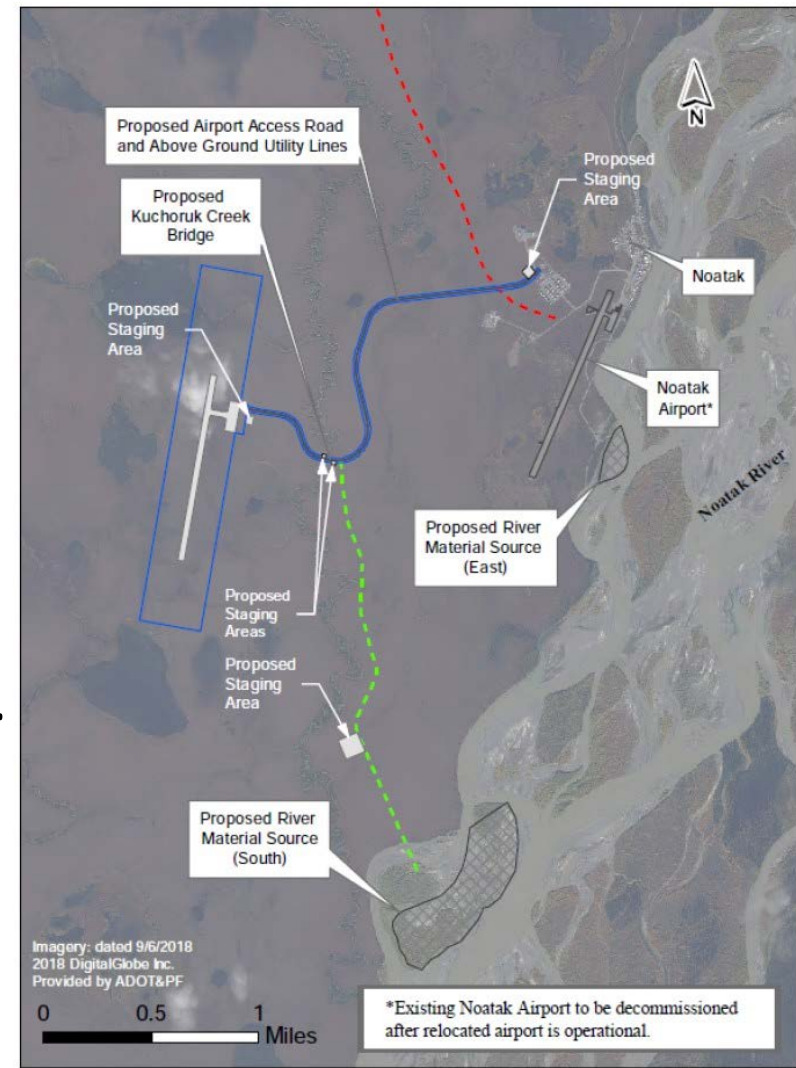 N
Proposed Airport Access Road
and Above Ground Utility Lines
Proposed
Staging
Area
Proposed
Kuchoruk Creek
Bridge
Noatak
Proposed
Staging
Area
Noatak
Airport*
Noatak River
Proposed River
Material Source
(East)
Proposed
Staging
Areas
Proposed
Staging
Area
Proposed River
Material Source
(South)
Imagery: dated 9/6/2018
2018 DigitalGlobe Inc.
Provided by ADOT&PF
0 0.5 1
Miles
*Existing Noatak Airport to be decommissioned
after relocated airport is operational.